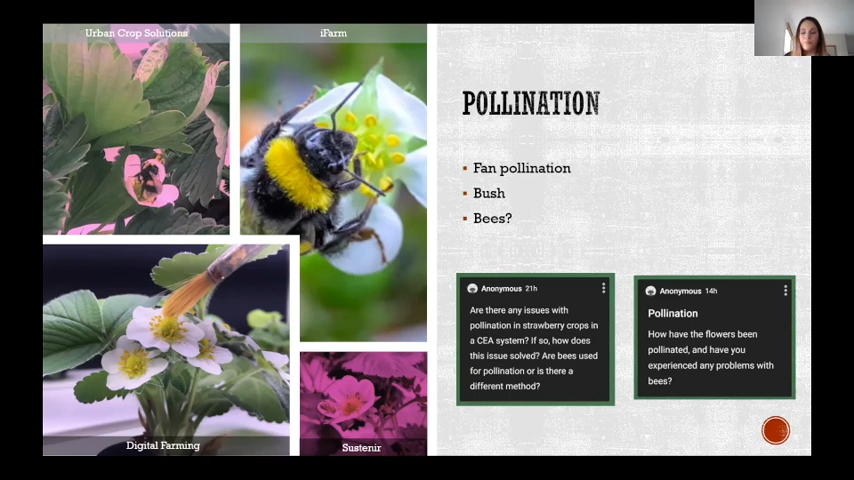 Urban Crop Solutions
iFarm
Digital Farming
Sustenir
POLLINATION
Fan pollination
Bush
Bees?
Anonymous 21h
Are there any issues with
pollination in strawberry crops in
a CEA system? If so, how does
this issue solved? Are bees used
for pollination or is there a
different method?
Anonymous 14h
Pollination
How have the flowers been
pollinated, and have you
experienced any problems with
bees?